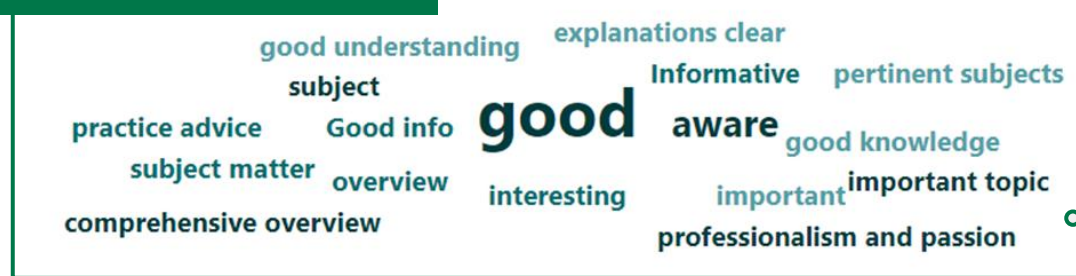 good understanding
explanations clear
subject
Informative
pertinent subjects
practice advice
Good info
good
aware
good knowledge
subject matter
overview
interesting
important
important topic
comprehensive overview
professionalism and passion